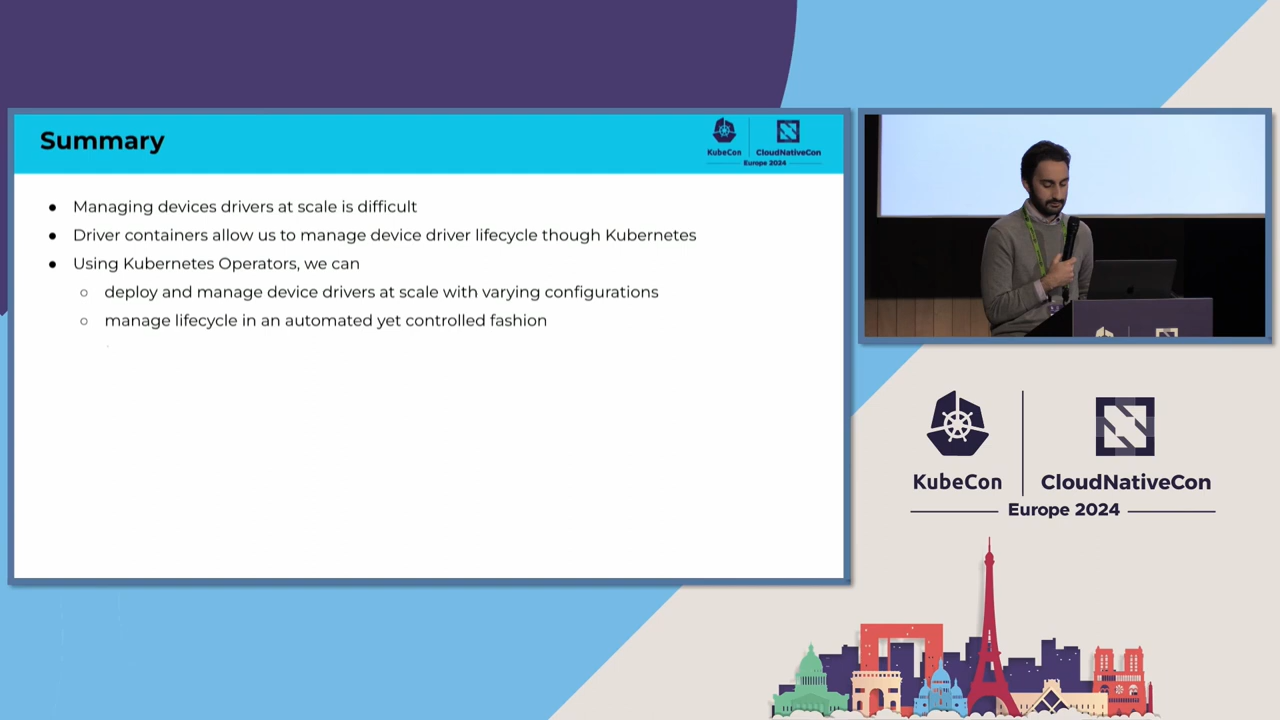 Summary
KubeCon
CloudNativeCon
Europe 2024
Managing devices drivers at scale is difficult
Driver containers allow us to manage device driver lifecycle though Kubernetes
Using Kubernetes Operators, we can
deploy and manage device drivers at scale with varying configurations
manage lifecycle in an automated yet controlled fashion
KubeCon
CloudNativeCon
Europe 2024